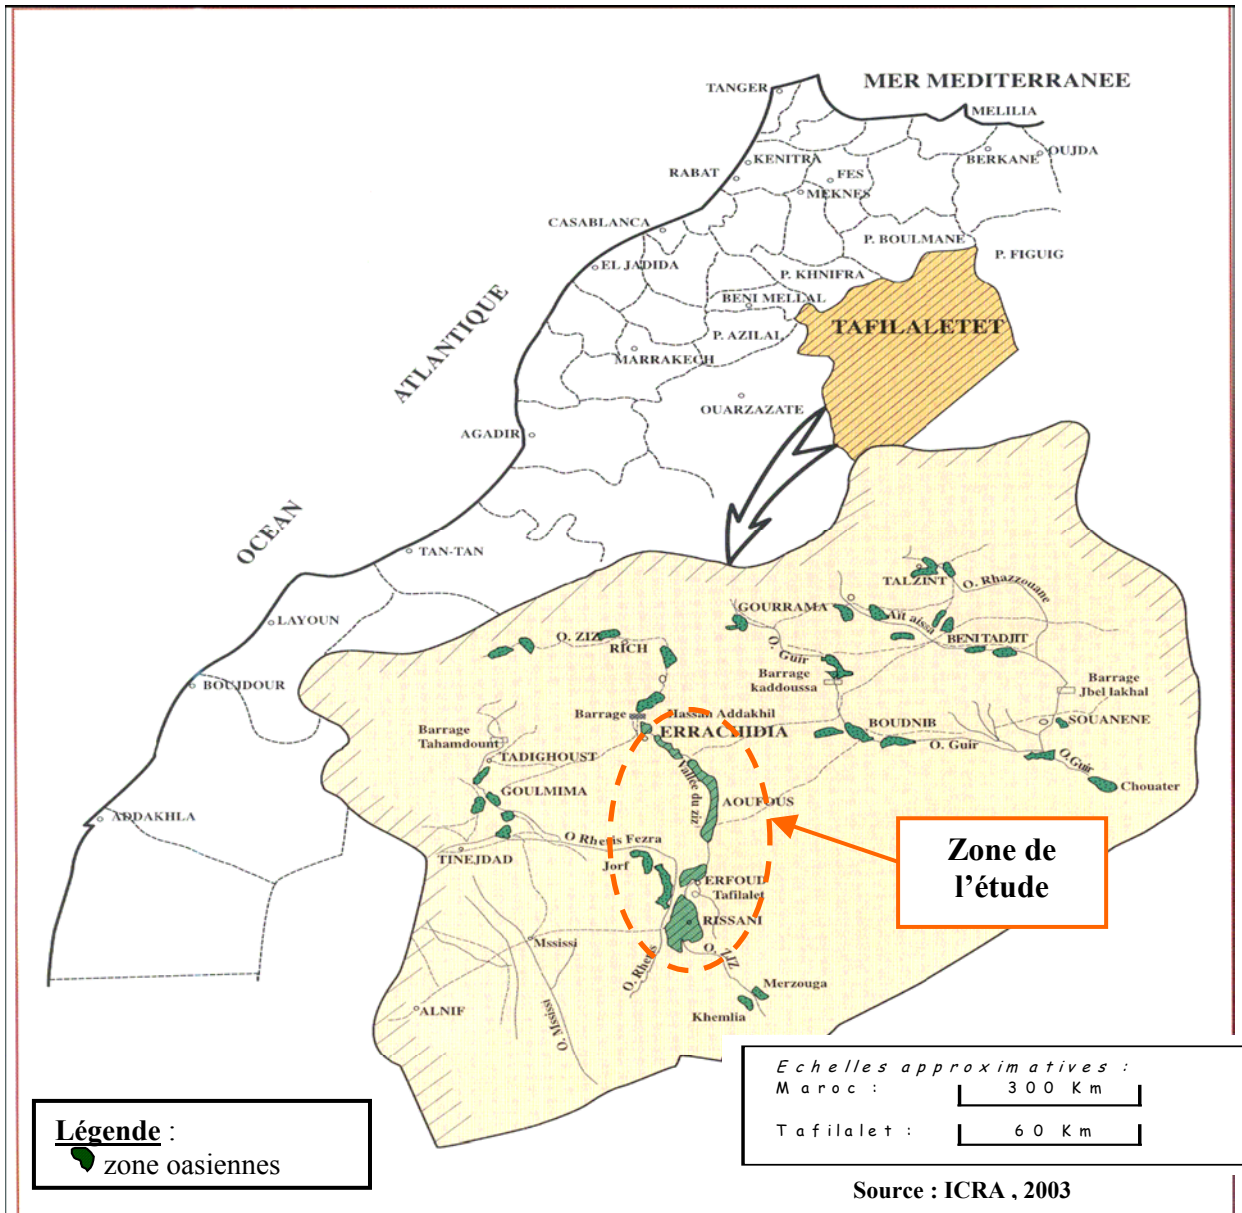 MER MEDITERRANEE
TANGER
MELILIA
KENITRA
BERKANE
OUJDA
RABAT
FES
MEKNES
CASABLANCA
P. BOULMANE
P. FIGUIG
EL JADIDA
P. KHNIFRA
BENI MELLAL
TAFILALETET
P. AZILAL
MARRAKECH
ATLANTIQUE
OUARZAZATE
AGADIR
OCEAN
TAN-TAN
TALZINT
O. Rhazzouane
GOURRAMA
Ait aissa
LAYOUN
O. ZIZ
RICH
BENI TADJIT
O. Guir
Barrage
kaddoussa
Barrage
Jbel lakhal
BOUJDOUR
Barrage
Hassan Addakhil
BOUDNIB
SOUANENE
Barrage
Tahamdount
ERRACHIDIA
O. Guir
TADIGHOUST
O.Guir
Chouater
Vallée du ziz
GOULMIMA
AOUFOUS
ADDAKHLA
O Rheris Fezra
Zone de
l’étude
TINEJDAD
Jorf
ERFOUD
Tafilalet
RISSANI
Mssissi
O. ZIZ
O. Rheris
Merzouga
Khemlia
ALNIF
O. Mssissi
Echelles approximatives :
Maroc : 300 Km
Tafilalet : 60 Km
Légende :
zone oasiennes
Source : ICRA , 2003